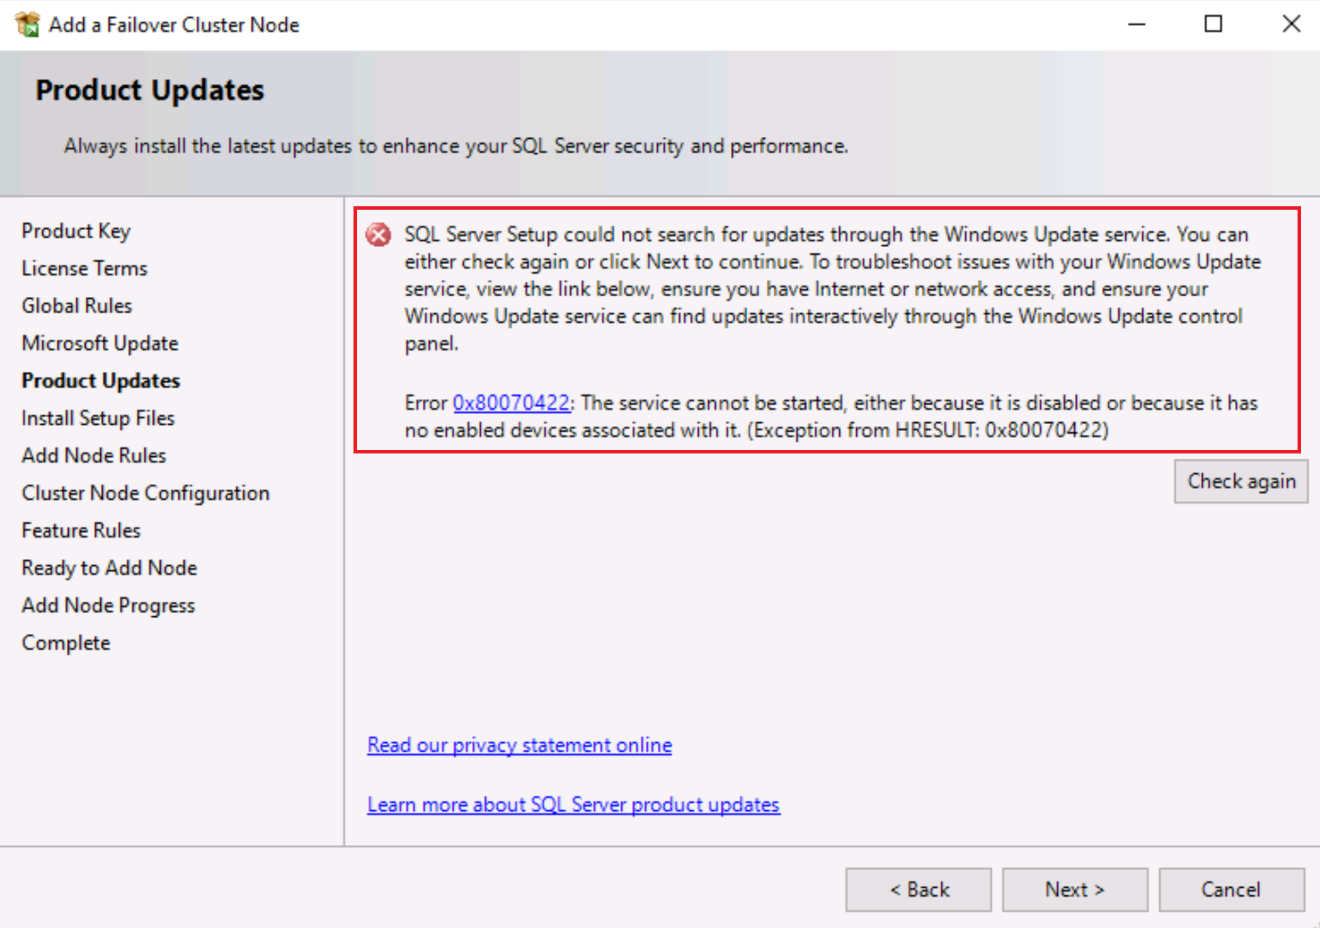 Add a Failover Cluster Node
Product Updates
Always install the latest updates to enhance your SQL Server security and performance.
Product Key
License Terms
Global Rules
Microsoft Update
Product Updates
Install Setup Files
Add Node Rules
Cluster Node Configuration
Feature Rules
Ready to Add Node
Add Node Progress
Complete
SQL Server Setup could not search for updates through the Windows Update service. You can
either check again or click Next to continue. To troubleshoot issues with your Windows Update
service, view the link below, ensure you have Internet or network access, and ensure your
Windows Update service can find updates interactively through the Windows Update control
panel.
Error 0x80070422: The service cannot be started, either because it is disabled or because it has
no enabled devices associated with it. (Exception from HRESULT: 0x80070422)
Check again
Read our privacy statement online
Learn more about SQL Server product updates
< Back
Next >
Cancel